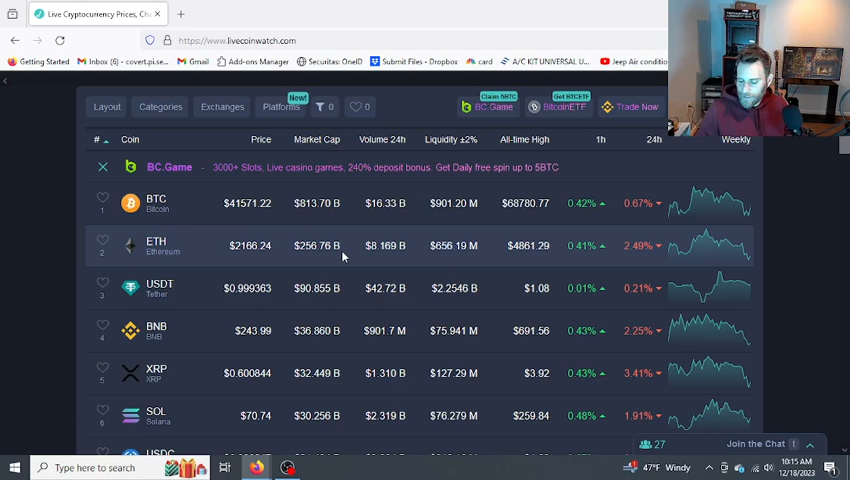 Live Cryptocurrency Prices, Cha
https://www.livecoinwatch.com
Getting Started
Inbox (6) - covert.pi.se...
Gmail
Add-ons Manager
Securitas: OneID
Submit Files - Dropbox
card
A/C KIT UNIVERSAL U...
Jeep Air conditio
New!
Claim 5BTC
Get BTCETF
Layout Categories Exchanges Platforms 0 0 BC.Game BitcoinETF Trade Now
# Coin Price Market Cap Volume 24h Liquidity ±2% All-time High 1h 24h Weekly
BC.Game - 3000+ Slots, Live casino games, 240% deposit bonus. Get Daily free spin up to 5BTC
1 BTC Bitcoin $41571.22 $813.70 B $16.33 B $901.20 M $68780.77 0.42% 0.67%
2 ETH Ethereum $2166.24 $256.76 B $8.169 B $656.19 M $4861.29 0.41% 2.49%
3 USDT Tether $0.999363 $90.855 B $42.72 B $2.2546 B $1.08 0.01% 0.21%
4 BNB Binance $243.99 $36.860 B $901.7 M $75.941 M $691.56 0.43% 2.25%
5 XRP XRP $0.600844 $32.449 B $1.310 B $127.29 M $3.92 0.43% 3.41%
6 SOL Solana $70.74 $30.256 B $2.319 B $76.279 M $259.84 0.48% 1.91%
27 Join the Chat
Type here to search
47°F Windy
10:15 AM
12/18/2023